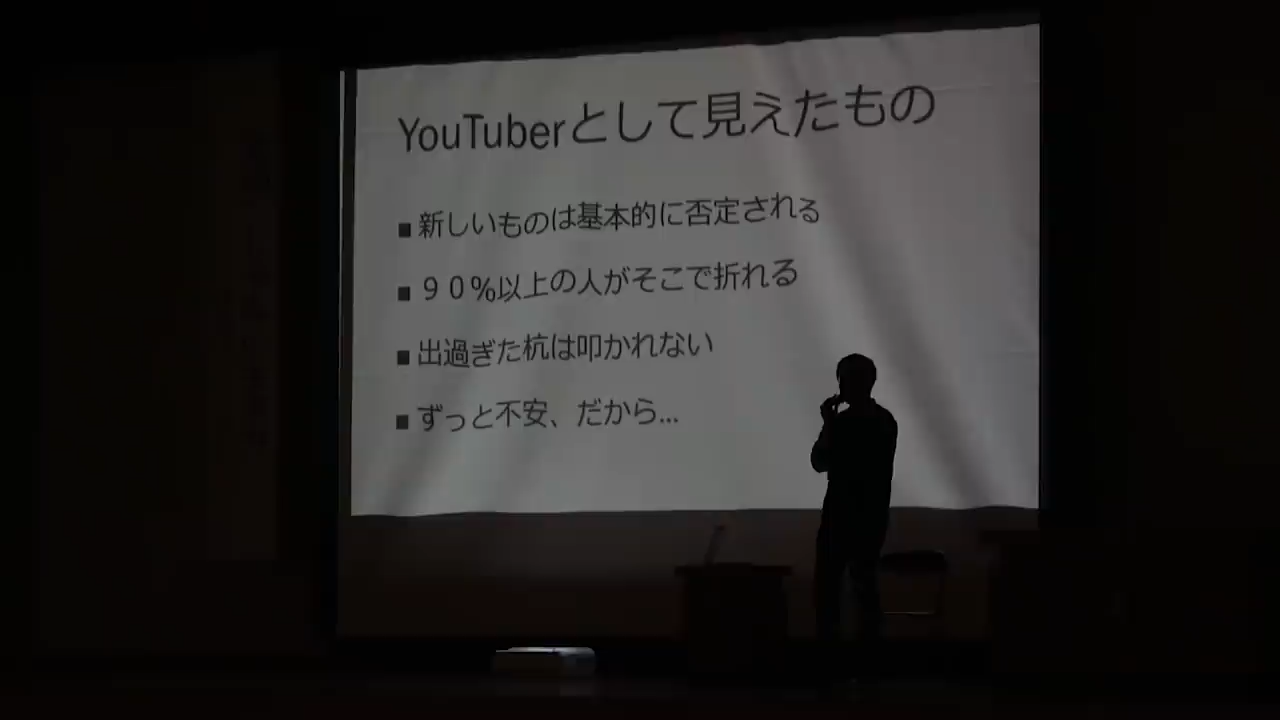 YouTuberとして見えたもの
■新しいものは基本的に否定される
■９０%以上の人がそこで折れる
■出過ぎた杭は叩かれない
■ずっと不安、だから...